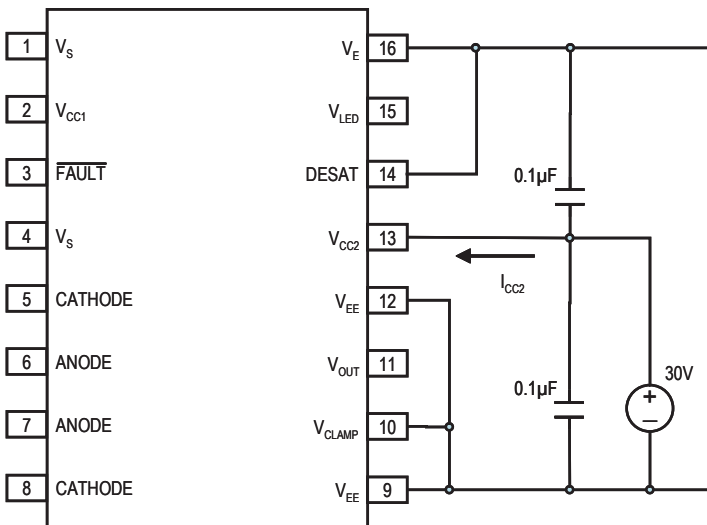 1 V_S V_E 16
2 V_CC1 V_LED 15
3 F̅A̅U̅L̅T̅ DESAT 14
0.1µF
4 V_S V_CC2 13
I_CC2
5 CATHODE V_EE 12
6 ANODE V_OUT 11
30V
0.1µF
+
7 ANODE V_CLAMP 10
–
8 CATHODE V_EE 9